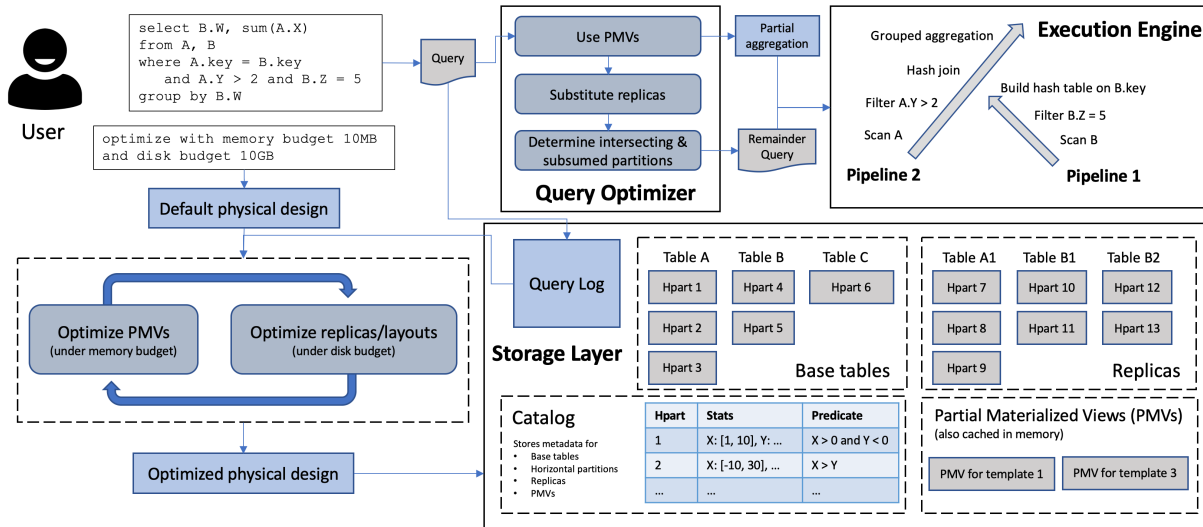 select B.W, sum(A.X)
from A, B
where A.key = B.key
and A.Y > 2 and B.Z = 5
group by B.W
User
optimize with memory budget 10MB
and disk budget 10GB
Query
Use PMVs
Substitute replicas
Determine intersecting &
subsumed partitions
Query Optimizer
Partial
aggregation
Remainder
Query
Execution Engine
Grouped aggregation
Hash join
Filter A.Y > 2
Scan A
Pipeline 2
Build hash table on B.key
Filter B.Z = 5
Scan B
Pipeline 1
Default physical design
Optimize PMVs
(under memory budget)
Optimize replicas/layouts
(under disk budget)
Optimized physical design
Query Log
Storage Layer
Table A Table B Table C
Hpart 1 Hpart 4 Hpart 6
Hpart 2 Hpart 5
Hpart 3
Base tables
Table A1 Table B1 Table B2
Hpart 7 Hpart 10 Hpart 12
Hpart 8 Hpart 11 Hpart 13
Hpart 9
Replicas
Catalog
Stores metadata for
• Base tables
• Horizontal partitions
• Replicas
• PMVs
Hpart Stats Predicate
1 X: [1, 10], Y: ... X > 0 and Y < 0
2 X: [-10, 30], ... X > Y
... ... ...
Partial Materialized Views (PMVs)
(also cached in memory)
PMV for template 1 PMV for template 3